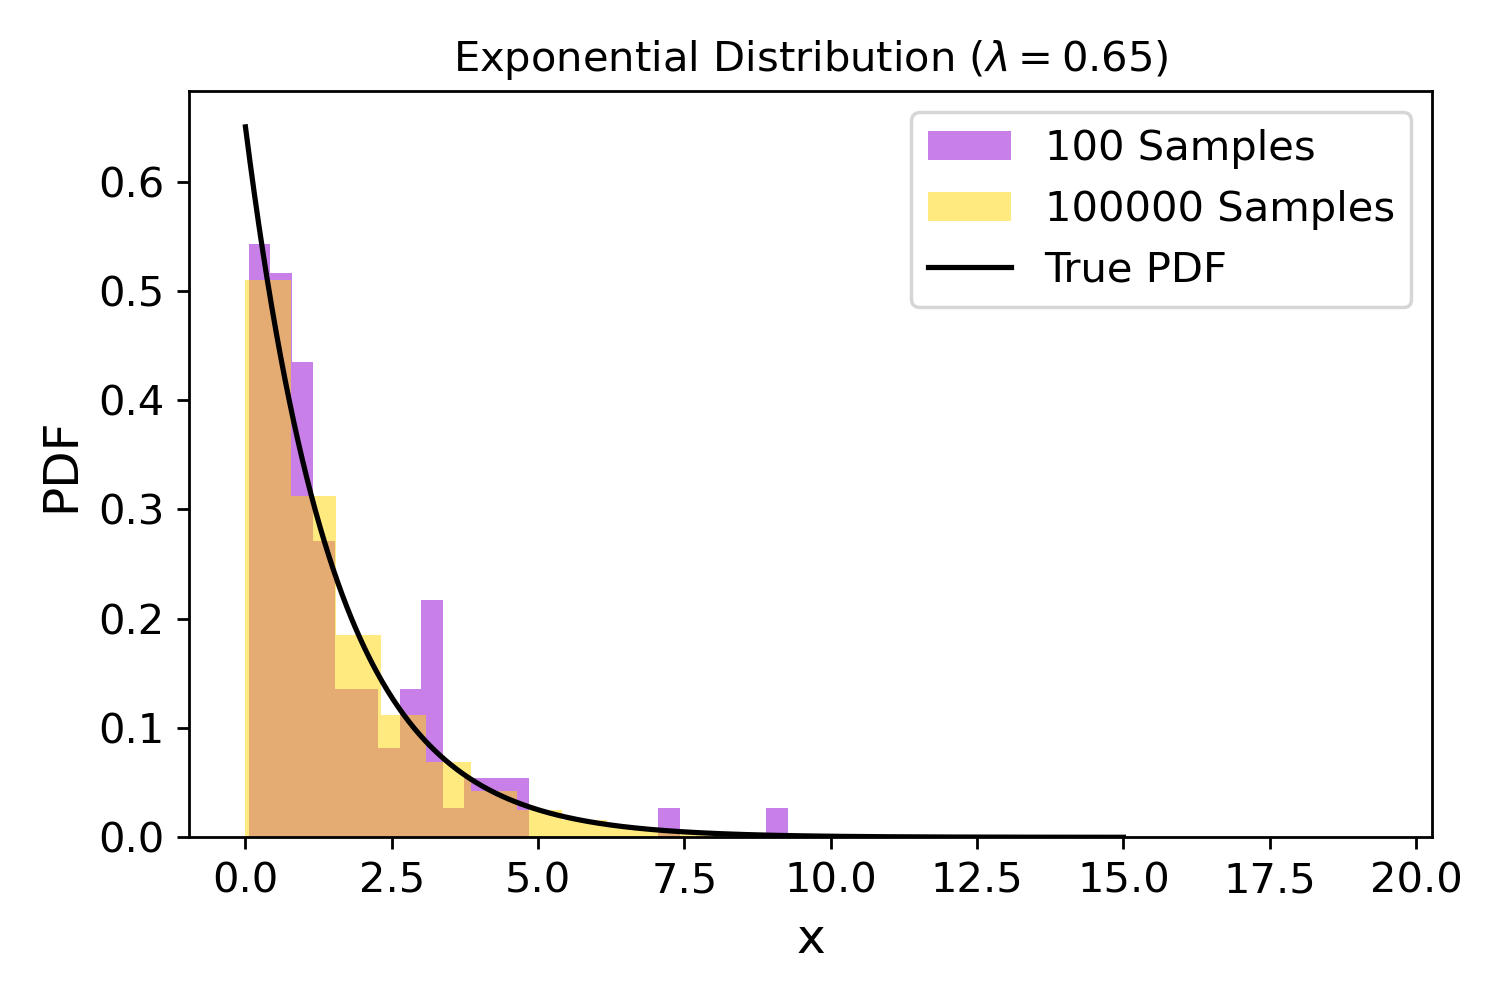 Exponential Distribution (λ = 0.65)
100 Samples
100000 Samples
True PDF
PDF
0.6
0.5
0.4
0.3
0.2
0.1
0.0
0.0 2.5 5.0 7.5 10.0 12.5 15.0 17.5 20.0
x